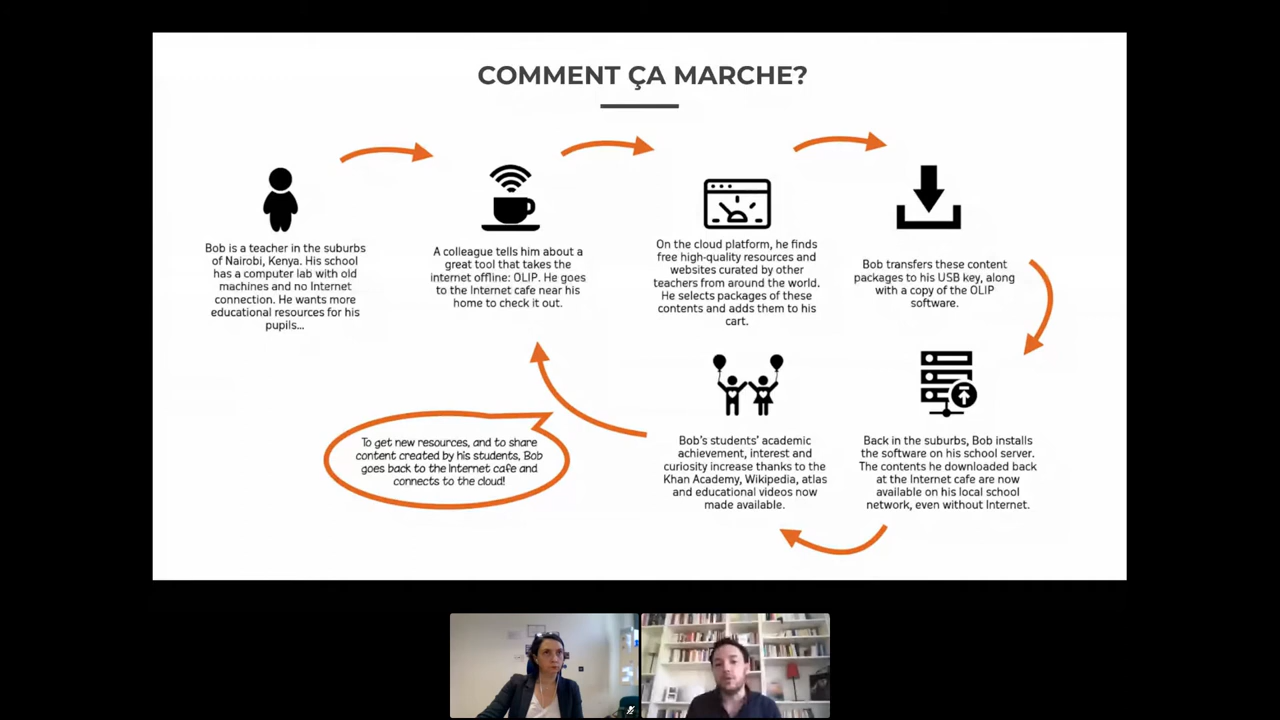 COMMENT ÇA MARCHE?
Bob is a teacher in the suburbs
of Nairobi, Kenya. His school
has a computer lab with old
machines and no Internet
connection. He wants more
educational resources for his
pupils...
A colleague tells him about a
great tool that takes the
internet offline: OLIP. He goes
to the Internet cafe near his
home to check it out.
On the cloud platform, he finds
free high-quality resources and
websites curated by other
teachers from around the world.
He selects packages of these
contents and adds them to his
cart.
Bob transfers these content
packages to his USB key, along
with a copy of the OLIP
software.
Back in the suburbs, Bob installs
the software on his school server.
The contents he downloaded back
at the Internet cafe are now
available on his local school
network, even without Internet.
Bob's students' academic
achievement, interest and
curiosity increase thanks to the
Khan Academy, Wikipedia, atlas
and educational videos now
made available.
To get new resources, and to share
content created by his students, Bob
goes back to the Internet cafe and
connects to the cloud!